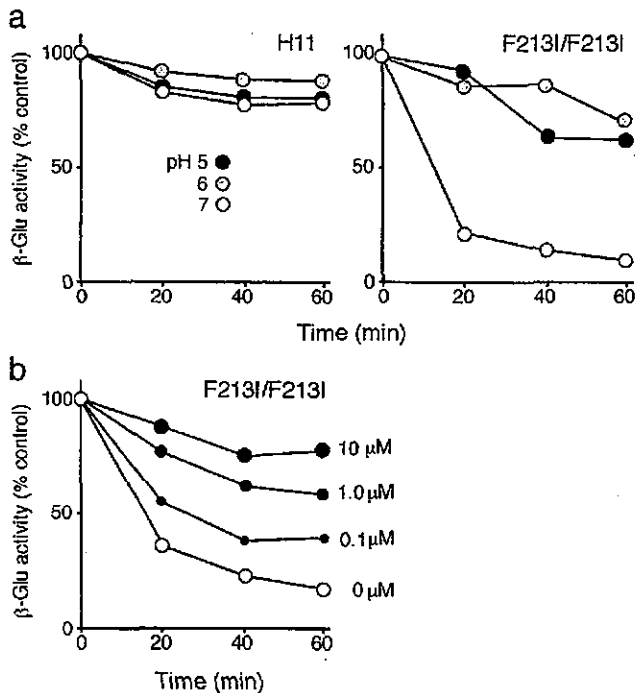 a
H11
F213I/F213I
β-Glu activity (% control)
100
50
0
pH 5
6
7
0 20 40 60
0 20 40 60
Time (min)
b
F213I/F213I
β-Glu activity (% control)
100
50
0
10 μM
1.0 μM
0.1 μM
0 μM
0 20 40 60
Time (min)
100
50
0